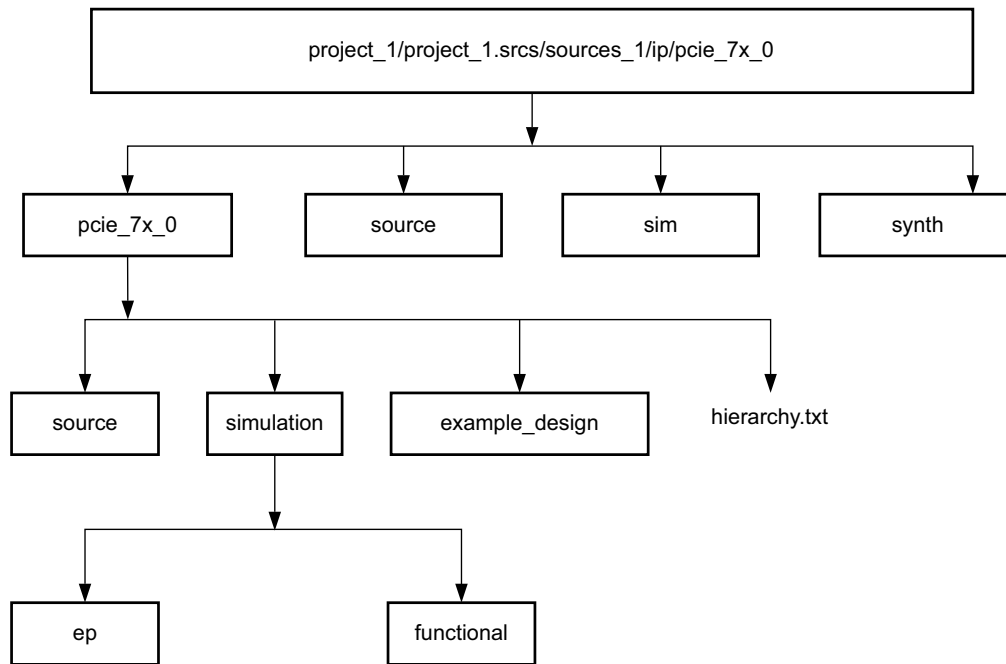 project_1/project_1.srcs/sources_1/ip/pcie_7x_0
pcie_7x_0
source
sim
synth
source
simulation
example_design
hierarchy.txt
ep
functional